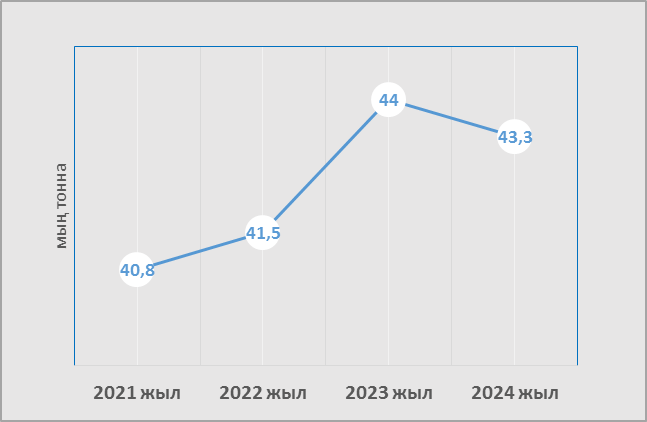 44
43,3
41,5
40,8
мың тонна
2021 жыл
2022 жыл
2023 жыл
2024 жыл